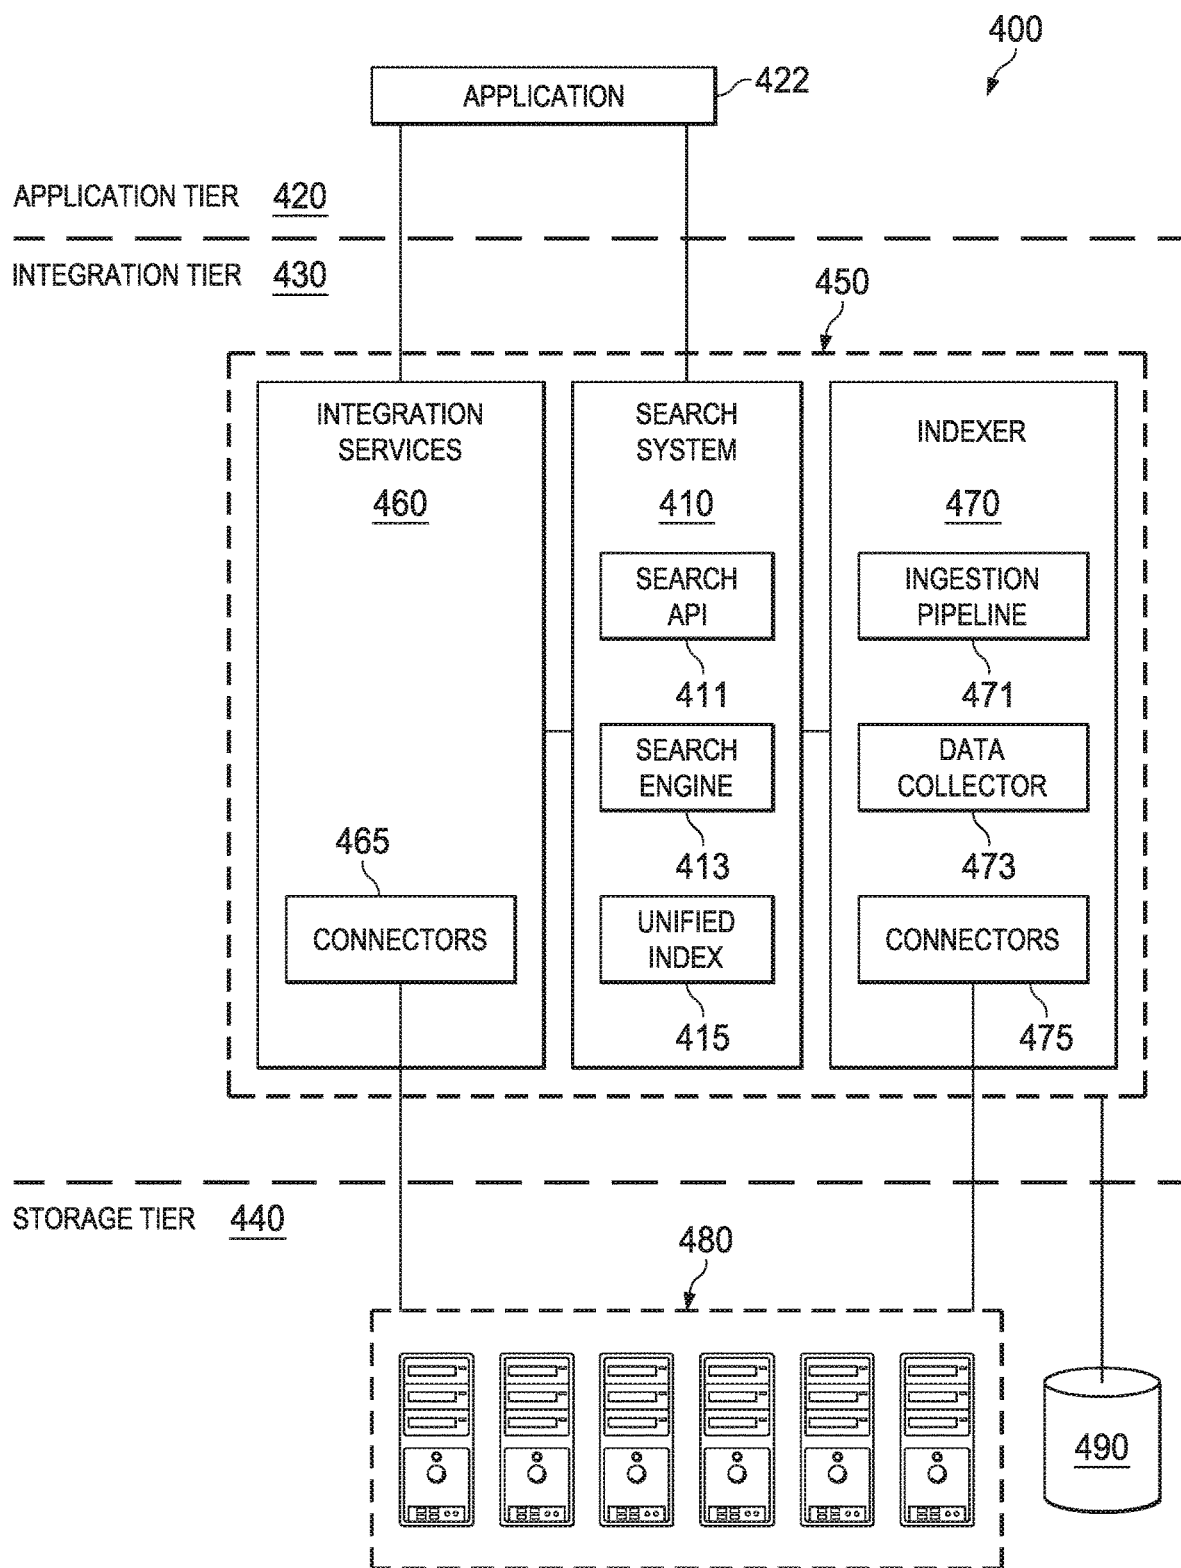 400
APPLICATION
422
APPLICATION TIER 420
INTEGRATION TIER 430
450
INTEGRATION
SERVICES
460
CONNECTORS
465
SEARCH
SYSTEM
410
SEARCH
API
411
SEARCH
ENGINE
413
UNIFIED
INDEX
415
INDEXER
470
INGESTION
PIPELINE
471
DATA
COLLECTOR
473
CONNECTORS
475
STORAGE TIER 440
480
490